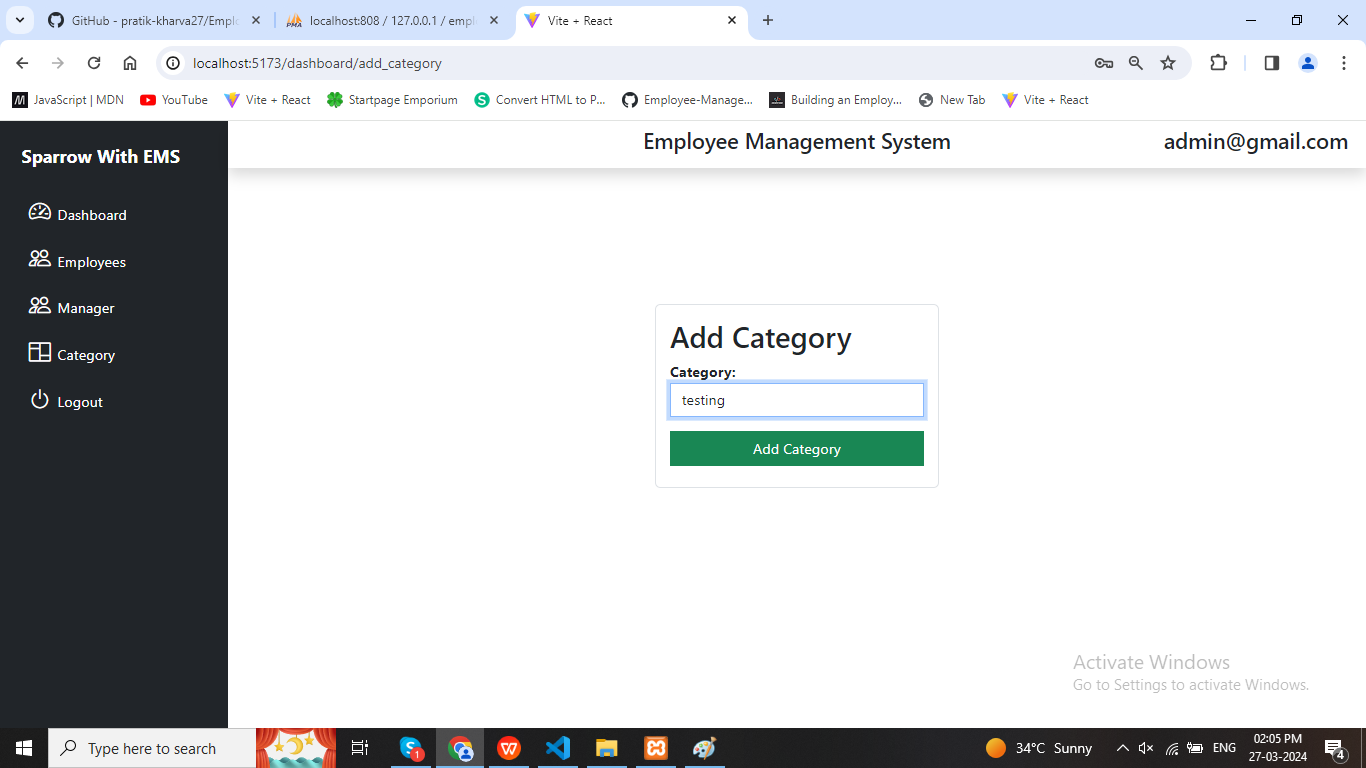 GitHub - pratik-kharva27/Emplo
localhost:808 / 127.0.0.1 / empl
Vite + React
localhost:5173/dashboard/add_category
JavaScript | MDN
YouTube
Vite + React
Startpage Emporium
Convert HTML to P...
Employee-Manage...
Building an Employ...
New Tab
Vite + React
Sparrow With EMS
Employee Management System
admin@gmail.com
Dashboard
Employees
Manager
Category
Logout
Add Category
Category:
testing
Add Category
Activate Windows
Go to Settings to activate Windows.
Type here to search
34°C Sunny
ENG
02:05 PM
27-03-2024
4